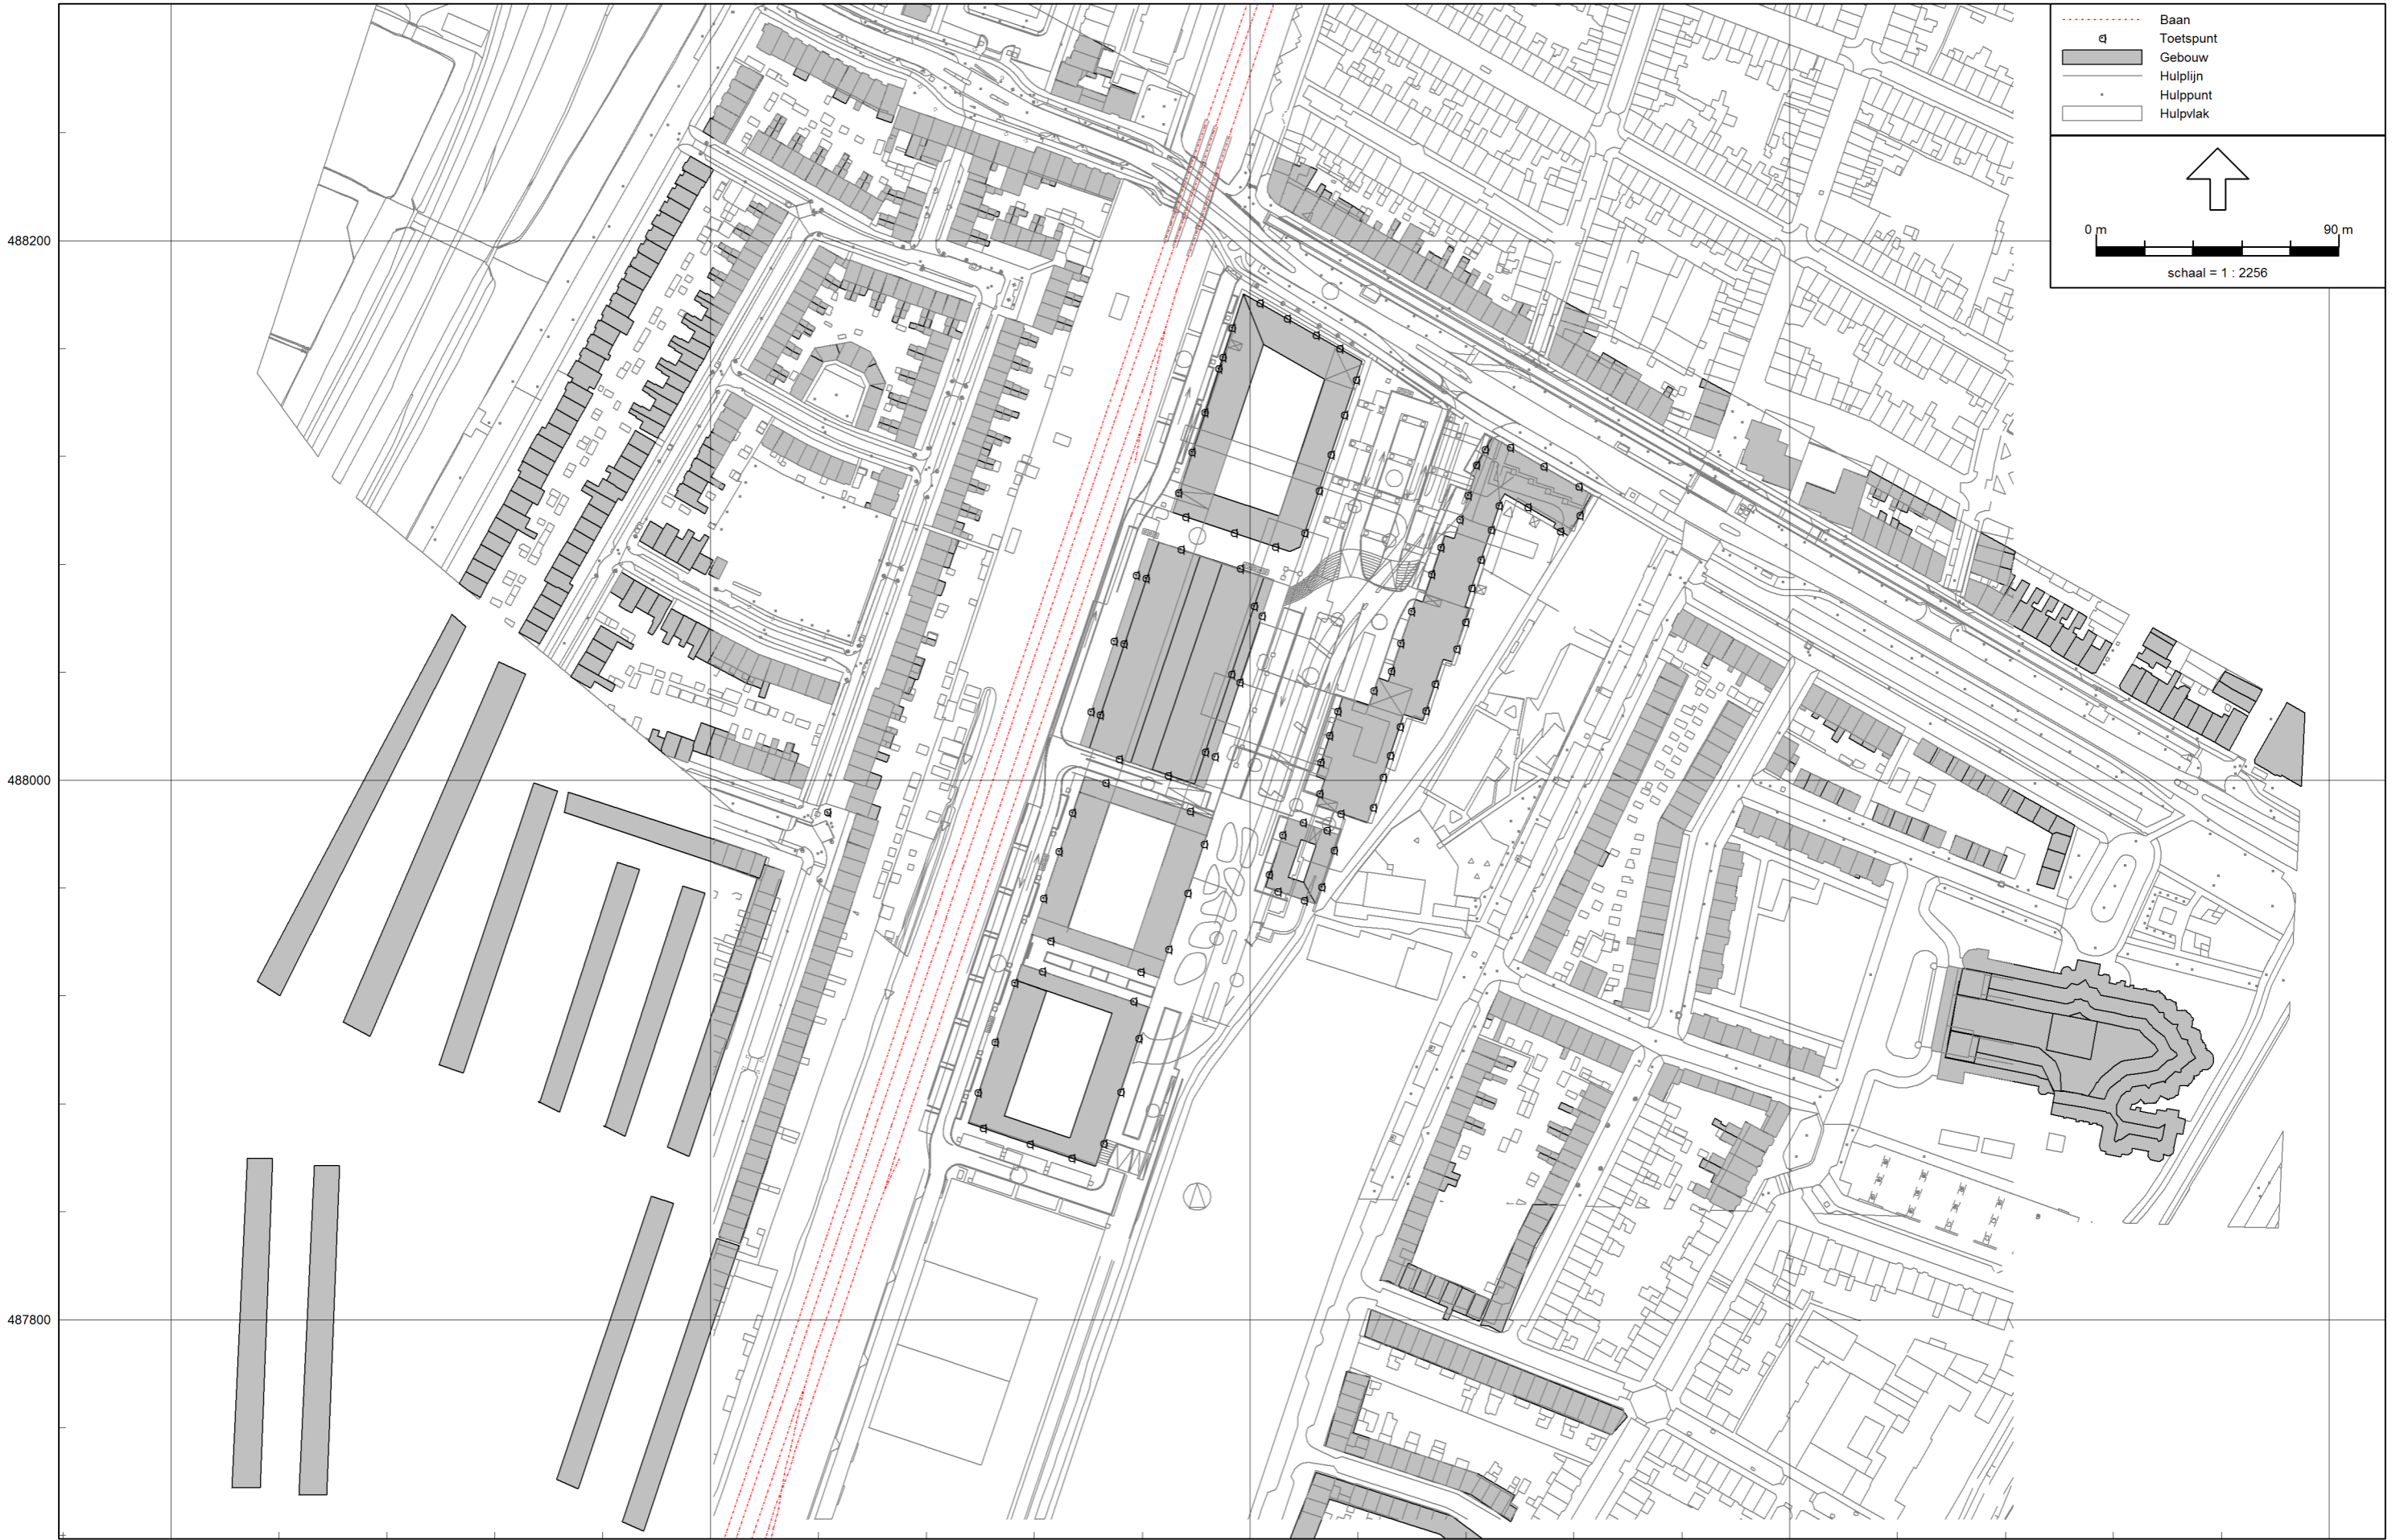 Baan
Toetspunt
Gebouw
Hulplijn
Hulppunt
Hulpvlak
0 m 90 m
schaal = 1 : 2256
488200
488000
487800